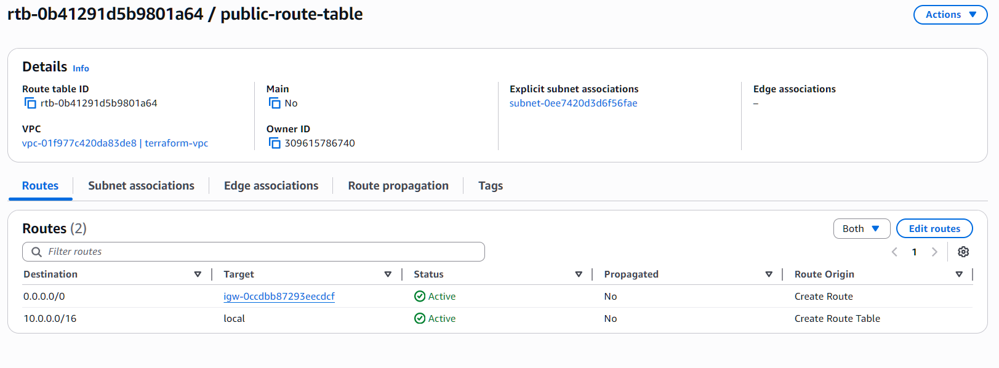 rtb-0b41291d5b9801a64 / public-route-table
Actions
Details Info
Route table ID
rtb-0b41291d5b9801a64
Main
No
Explicit subnet associations
subnet-0ee7420d3d6f56fae
Edge associations
–
VPC
vpc-01f977c420da83de8 | terraform-vpc
Owner ID
309615786740
Routes Subnet associations Edge associations Route propagation Tags
Routes (2)
Both
Edit routes
Filter routes
1
Destination Target Status Propagated Route Origin
0.0.0.0/0 igw-0ccdbb87293eecdcf Active No Create Route
10.0.0.0/16 local Active No Create Route Table